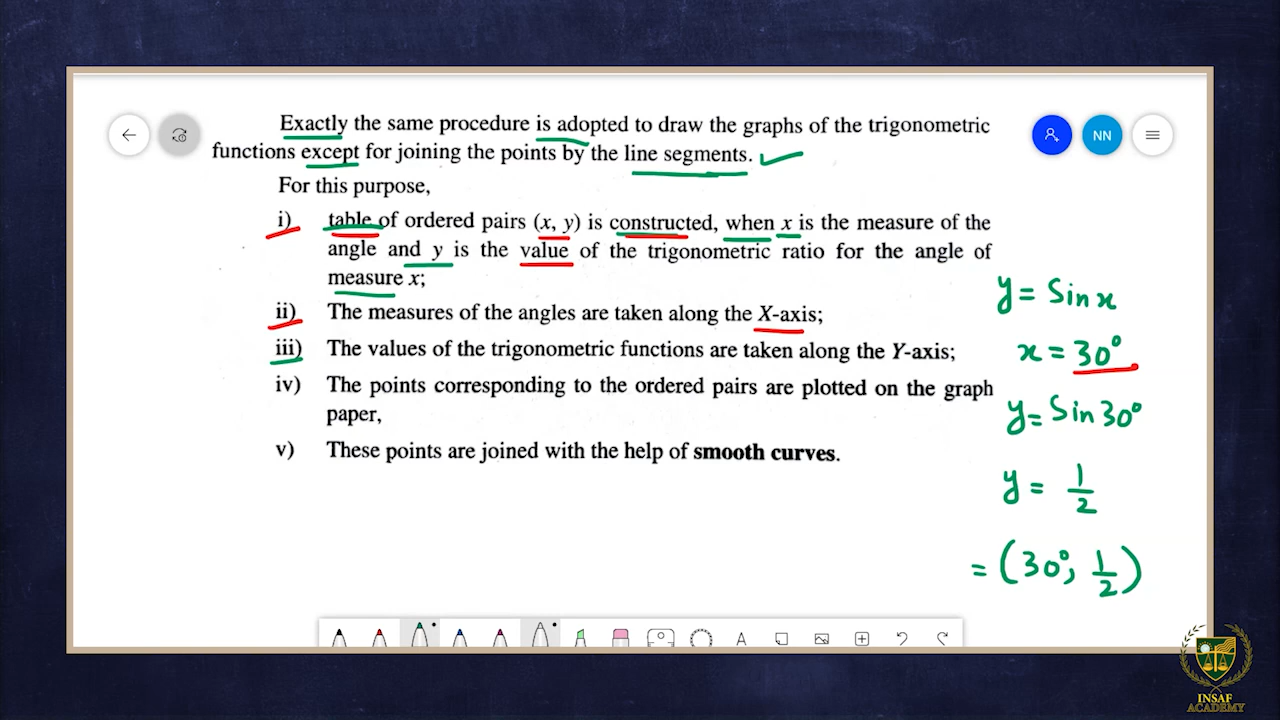 Exactly the same procedure is adopted to draw the graphs of the trigonometric
functions except for joining the points by the line segments.
For this purpose,
i) table of ordered pairs (x, y) is constructed, when x is the measure of the
angle and y is the value of the trigonometric ratio for the angle of
measure x;
ii) The measures of the angles are taken along the X-axis;
iii) The values of the trigonometric functions are taken along the Y-axis;
iv) The points corresponding to the ordered pairs are plotted on the graph
paper,
v) These points are joined with the help of smooth curves.
y = Sin x
x = 30°
y = Sin 30°
y = 1/2
= (30°, 1/2)
NN
A
INSAF
ACADEMY